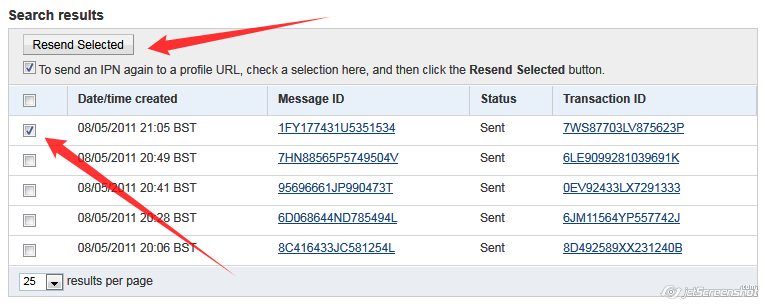 Search results
Resend Selected
To send an IPN again to a profile URL, check a selection here, and then click the Resend Selected button.
Date/time created Message ID Status Transaction ID
08/05/2011 21:05 BST 1FY177431U5351534 Sent 7WS87703LV875623P
08/05/2011 20:49 BST 7HN88565P5749504V Sent 6LE9099281039691K
08/05/2011 20:41 BST 95696661JP990473T Sent 0EV92433LX7291333
08/05/2011 20:28 BST 6D068644ND785494L Sent 6JM11564YP557742J
08/05/2011 20:06 BST 8C416433JC581254L Sent 8D492589XX231240B
25 results per page